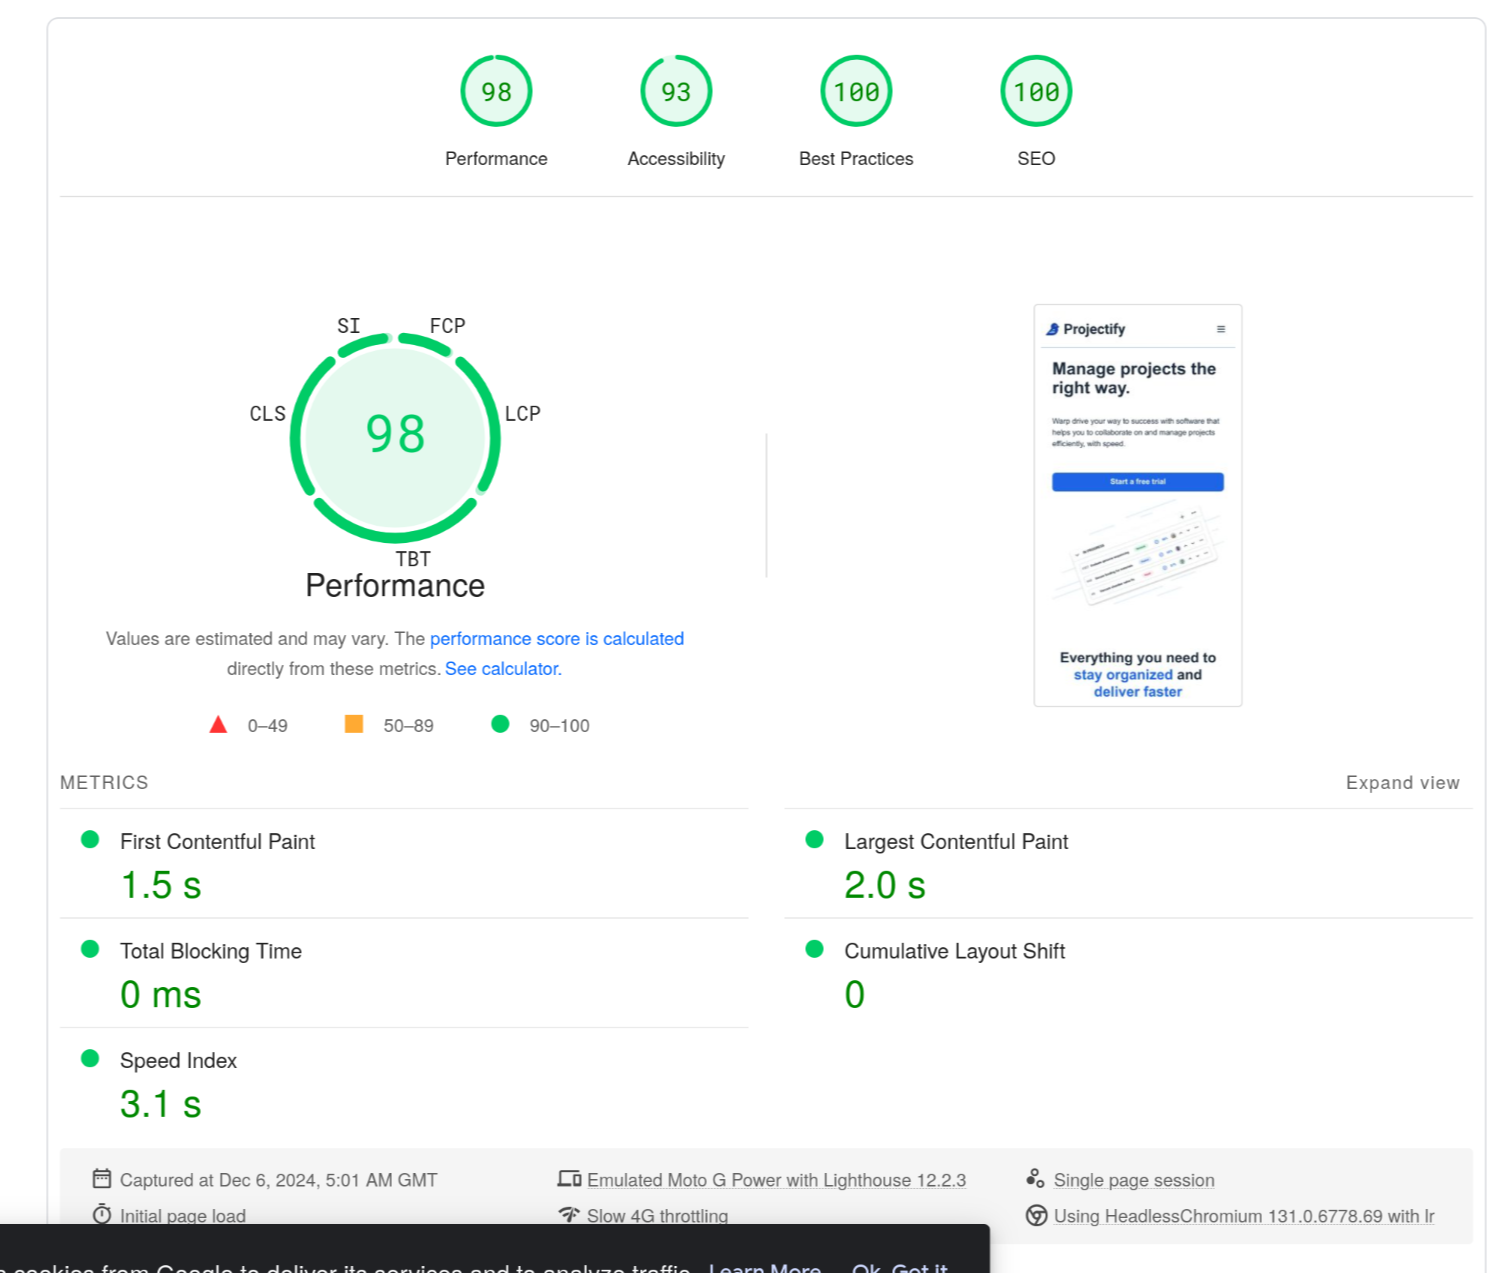 98
93
100
100
Performance
Accessibility
Best Practices
SEO
SI
FCP
CLS
LCP
98
TBT
Performance
Values are estimated and may vary. The performance score is calculated
directly from these metrics. See calculator.
0–49
50–89
90–100
Projectify
Manage projects the
right way.
Warp drive your way to success with software that
helps you to collaborate on and manage projects
efficiently, with speed.
Start a free trial
Everything you need to
stay organized and
deliver faster
METRICS
Expand view
First Contentful Paint
1.5 s
Largest Contentful Paint
2.0 s
Total Blocking Time
0 ms
Cumulative Layout Shift
0
Speed Index
3.1 s
Captured at Dec 6, 2024, 5:01 AM GMT
Emulated Moto G Power with Lighthouse 12.2.3
Single page session
Initial page load
Slow 4G throttling
Using HeadlessChromium 131.0.6778.69 with lr
cookies from Google to deliver its services and to analyze traffic. Learn More Ok, Got it